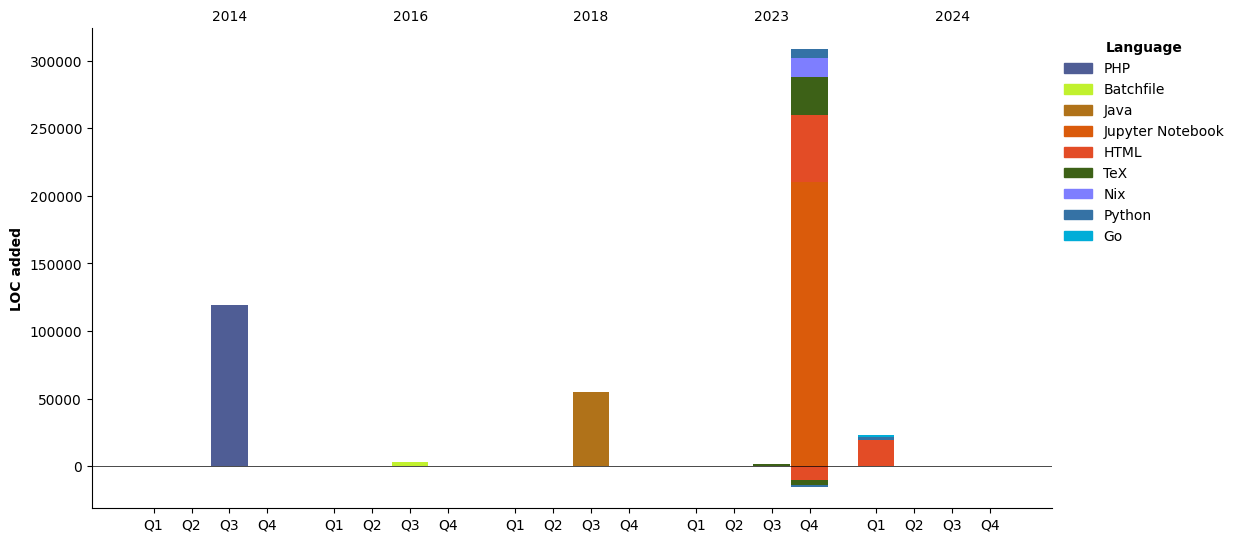 2014 2016 2018 2023 2024
Language
PHP
Batchfile
Java
Jupyter Notebook
HTML
TeX
Nix
Python
Go
LOC added
300000
250000
200000
150000
100000
50000
0
Q1 Q2 Q3 Q4 Q1 Q2 Q3 Q4 Q1 Q2 Q3 Q4 Q1 Q2 Q3 Q4 Q1 Q2 Q3 Q4